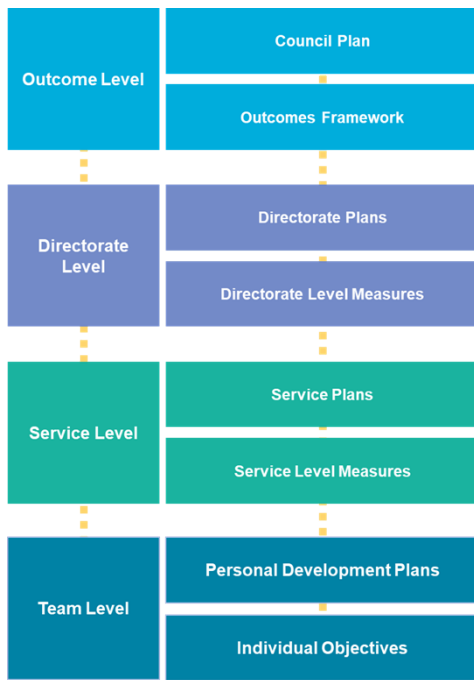 Outcome Level
Council Plan
Outcomes Framework
Directorate
Level
Directorate Plans
Directorate Level Measures
Service Level
Service Plans
Service Level Measures
Team Level
Personal Development Plans
Individual Objectives